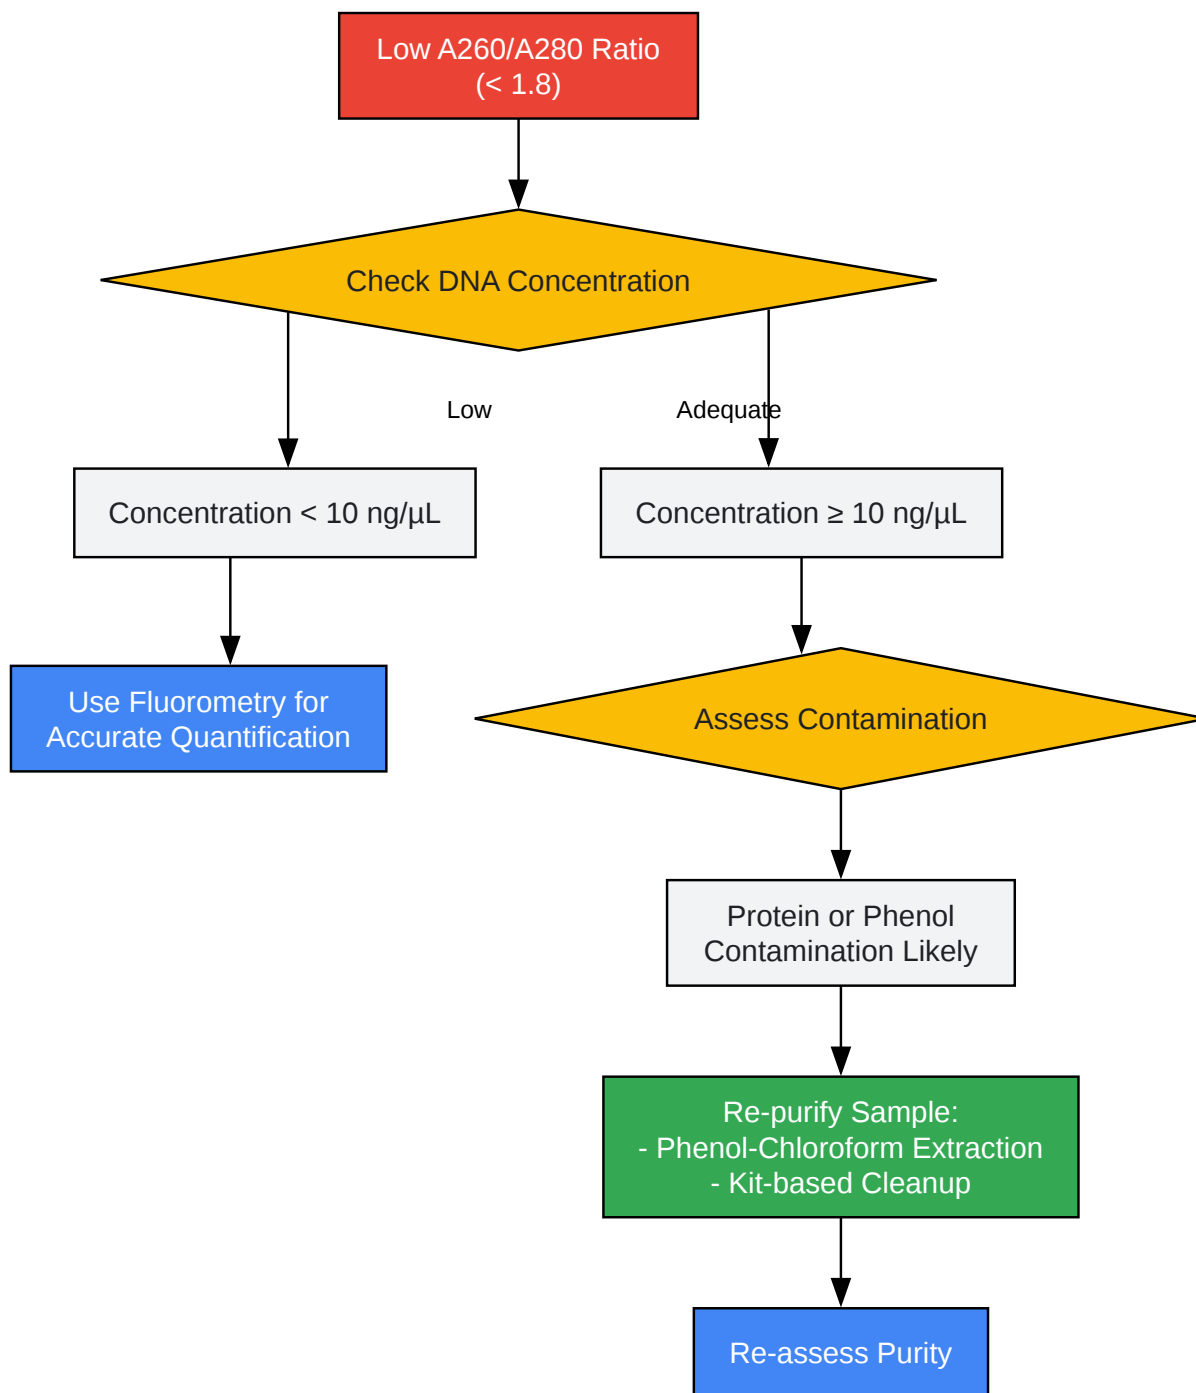 Low A260/A280 Ratio
(< 1.8)
Check DNA Concentration
Low
Adequate
Concentration < 10 ng/µL
Concentration ≥ 10 ng/µL
Use Fluorometry for
Accurate Quantification
Assess Contamination
Protein or Phenol
Contamination Likely
Re-purify Sample:
- Phenol-Chloroform Extraction
- Kit-based Cleanup
Re-assess Purity